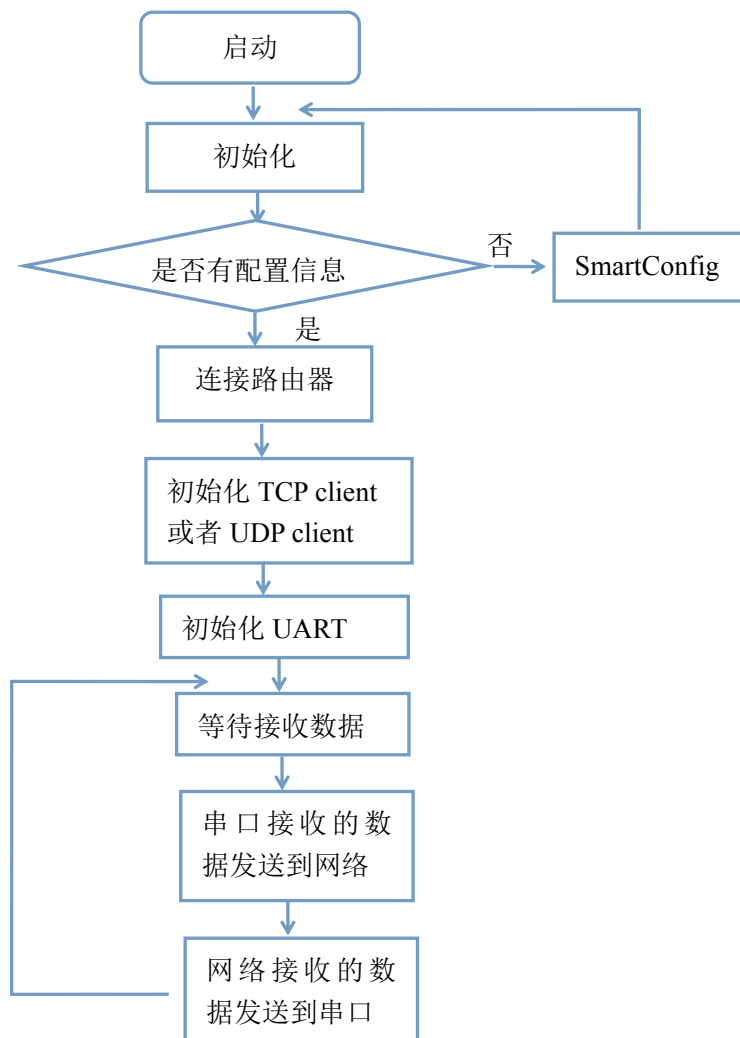 启动
初始化
是否有配置信息
否
SmartConfig
是
连接路由器
初始化 TCP client
或者 UDP client
初始化 UART
等待接收数据
串口接收的数
据发送到网络
网络接收的数
据发送到串口